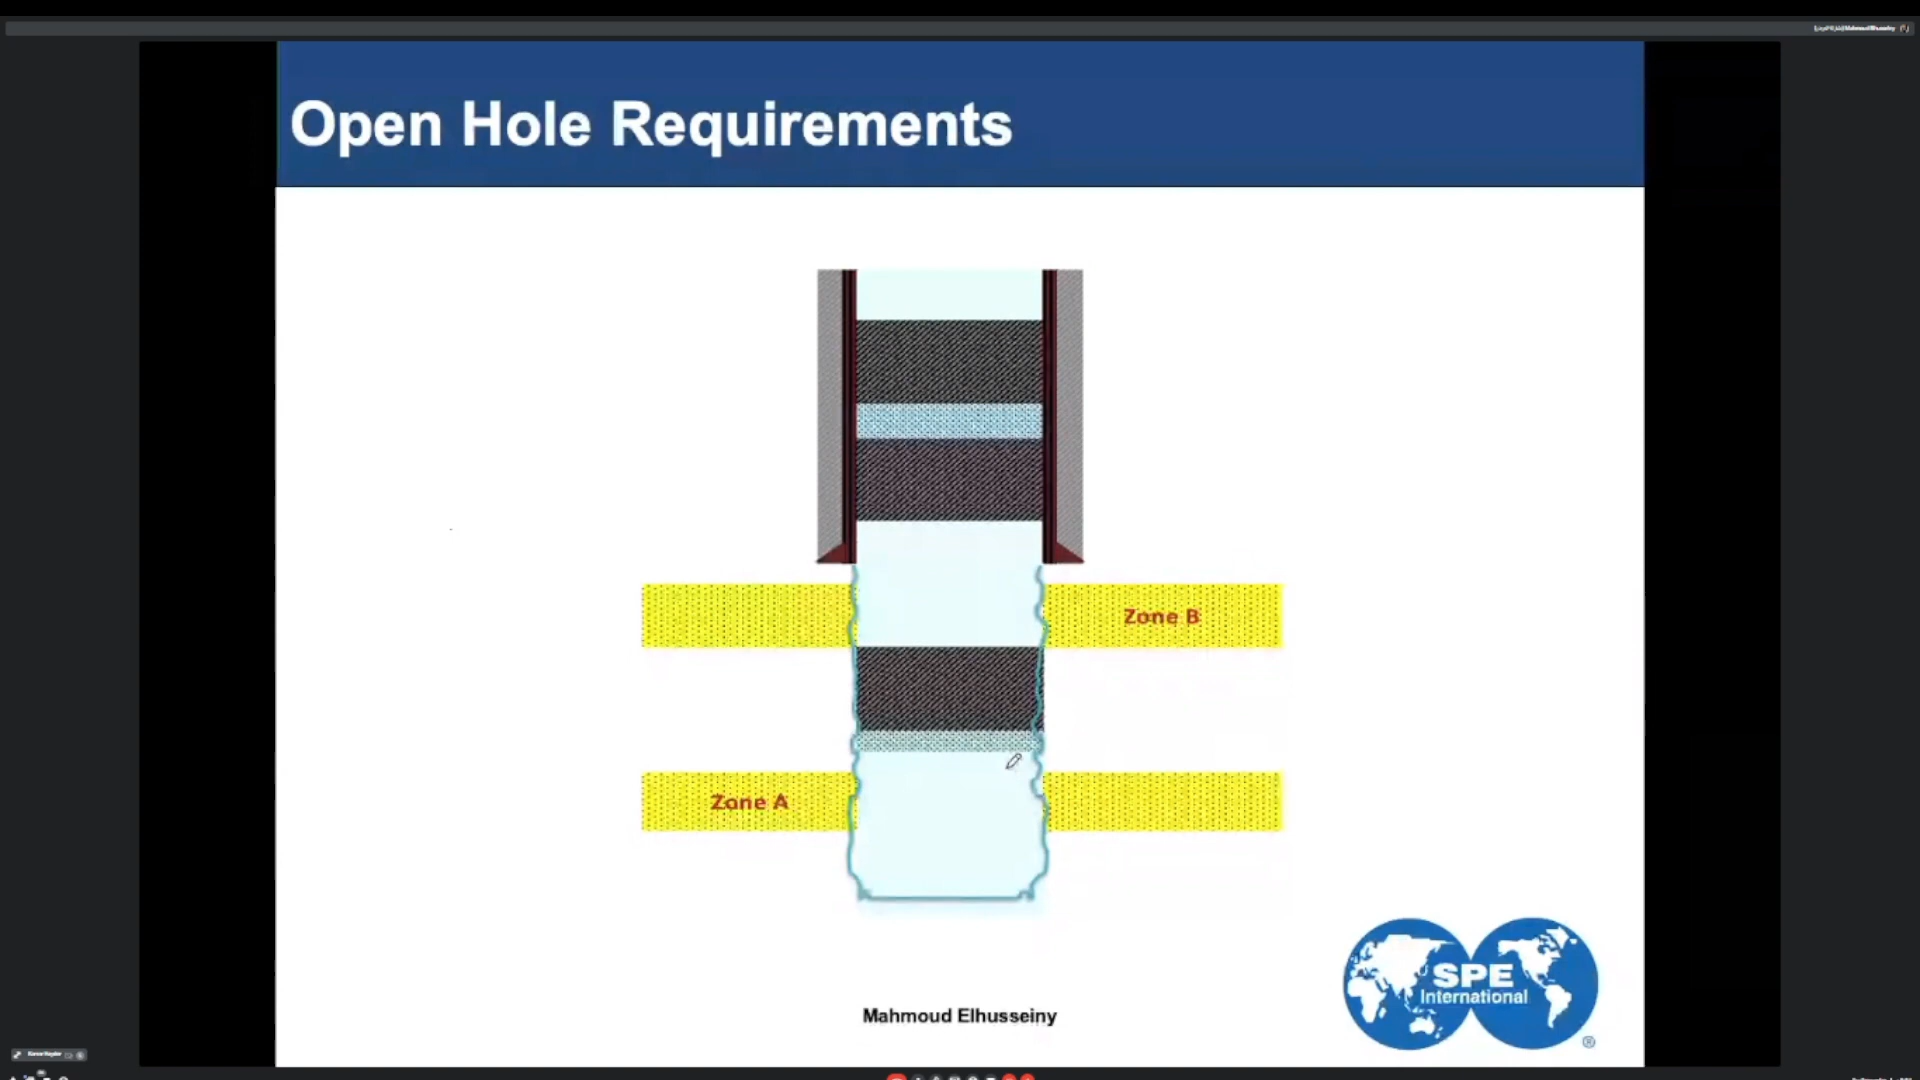 Open Hole Requirements
Zone B
Zone A
SPE
International
®
Mahmoud Elhusseiny